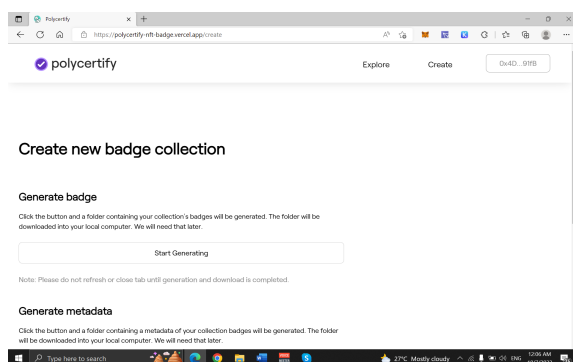 Polycertify
https://polycertify-nft-badge.vercel.app/create
polycertify
Explore
Create
0x4D...91fB
Create new badge collection
Generate badge
Click the button and a folder containing your collection's badges will be generated. The folder will be
downloaded into your local computer. We will need that later.
Start Generating
Note: Please do not refresh or close tab until generation and download is completed.
Generate metadata
Click the button and a folder containing a metadata of your collection badges will be generated. The folder
will be downloaded into your local computer. We will need that later.
Type here to search
27°C Mostly cloudy
ENG
12:06 AM